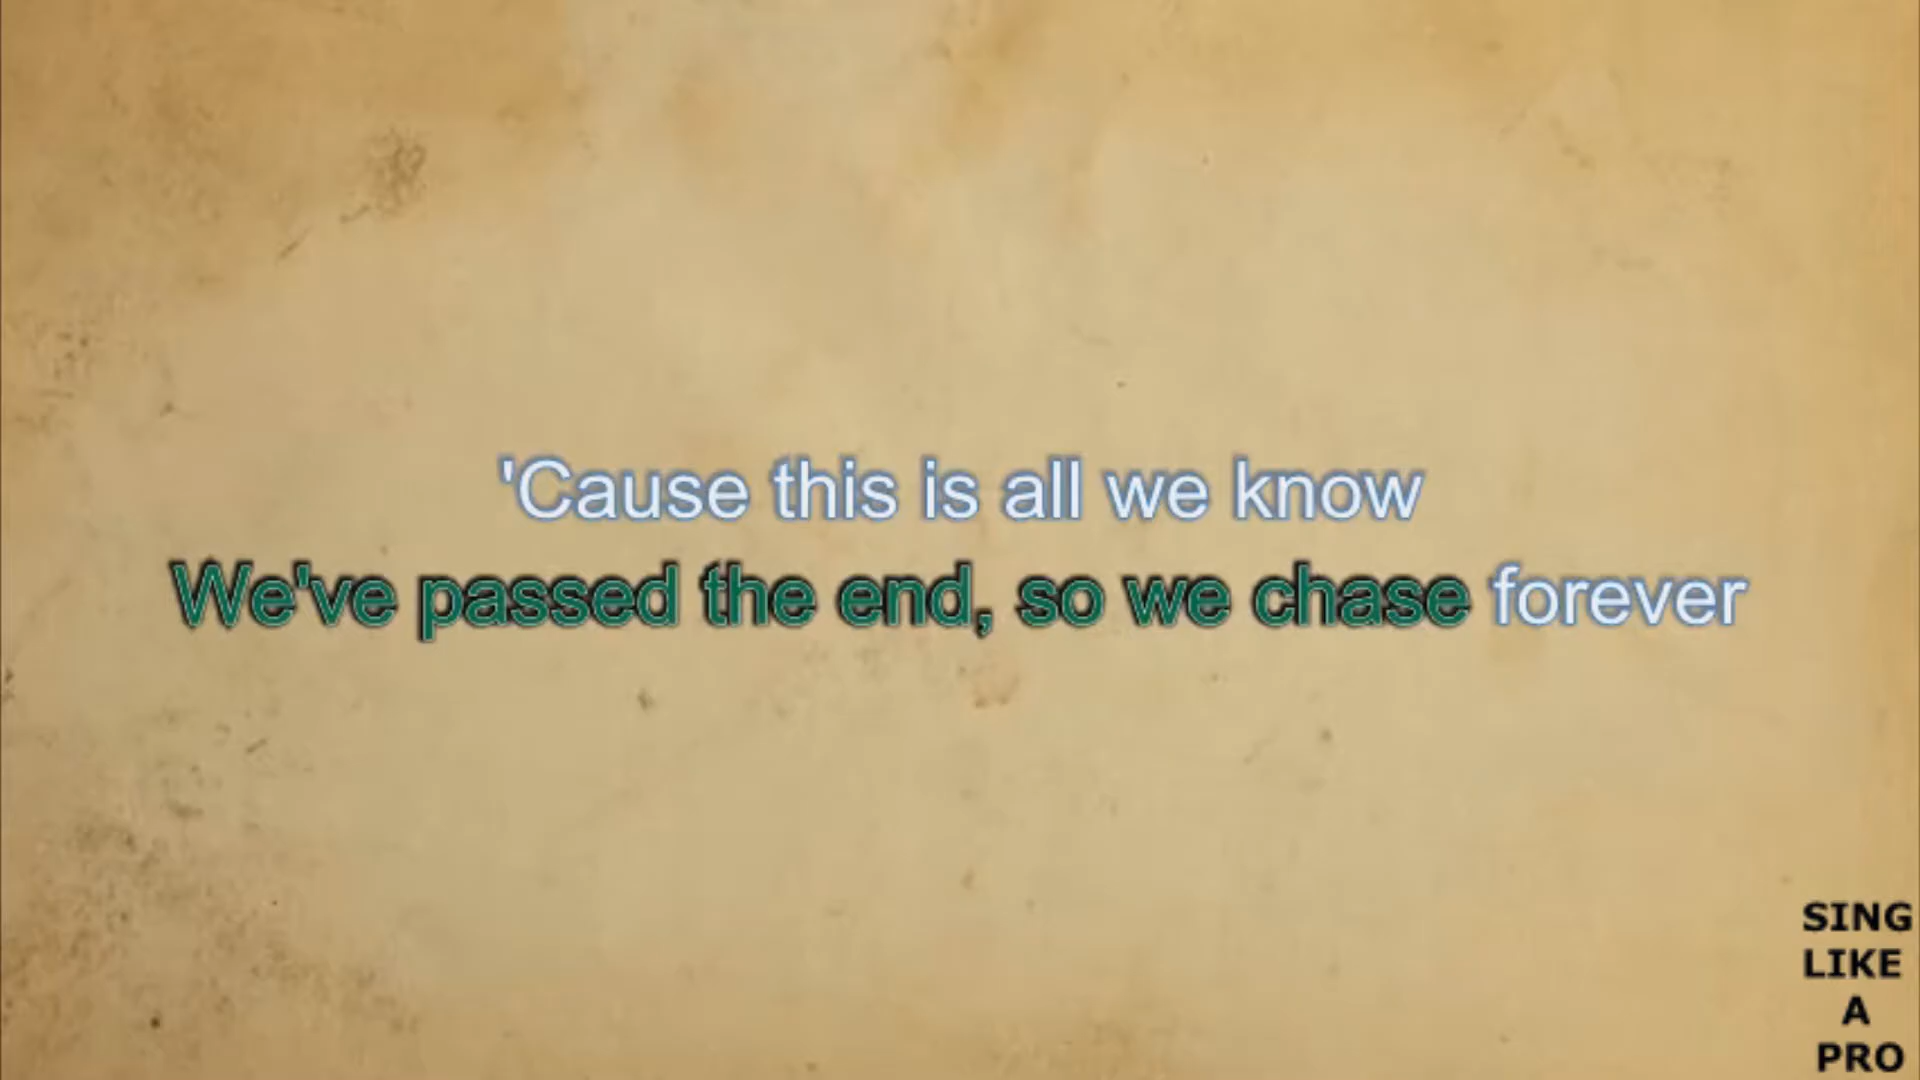 'Cause this is all we know
We've passed the end, so we chase forever
SING
LIKE
A
PRO